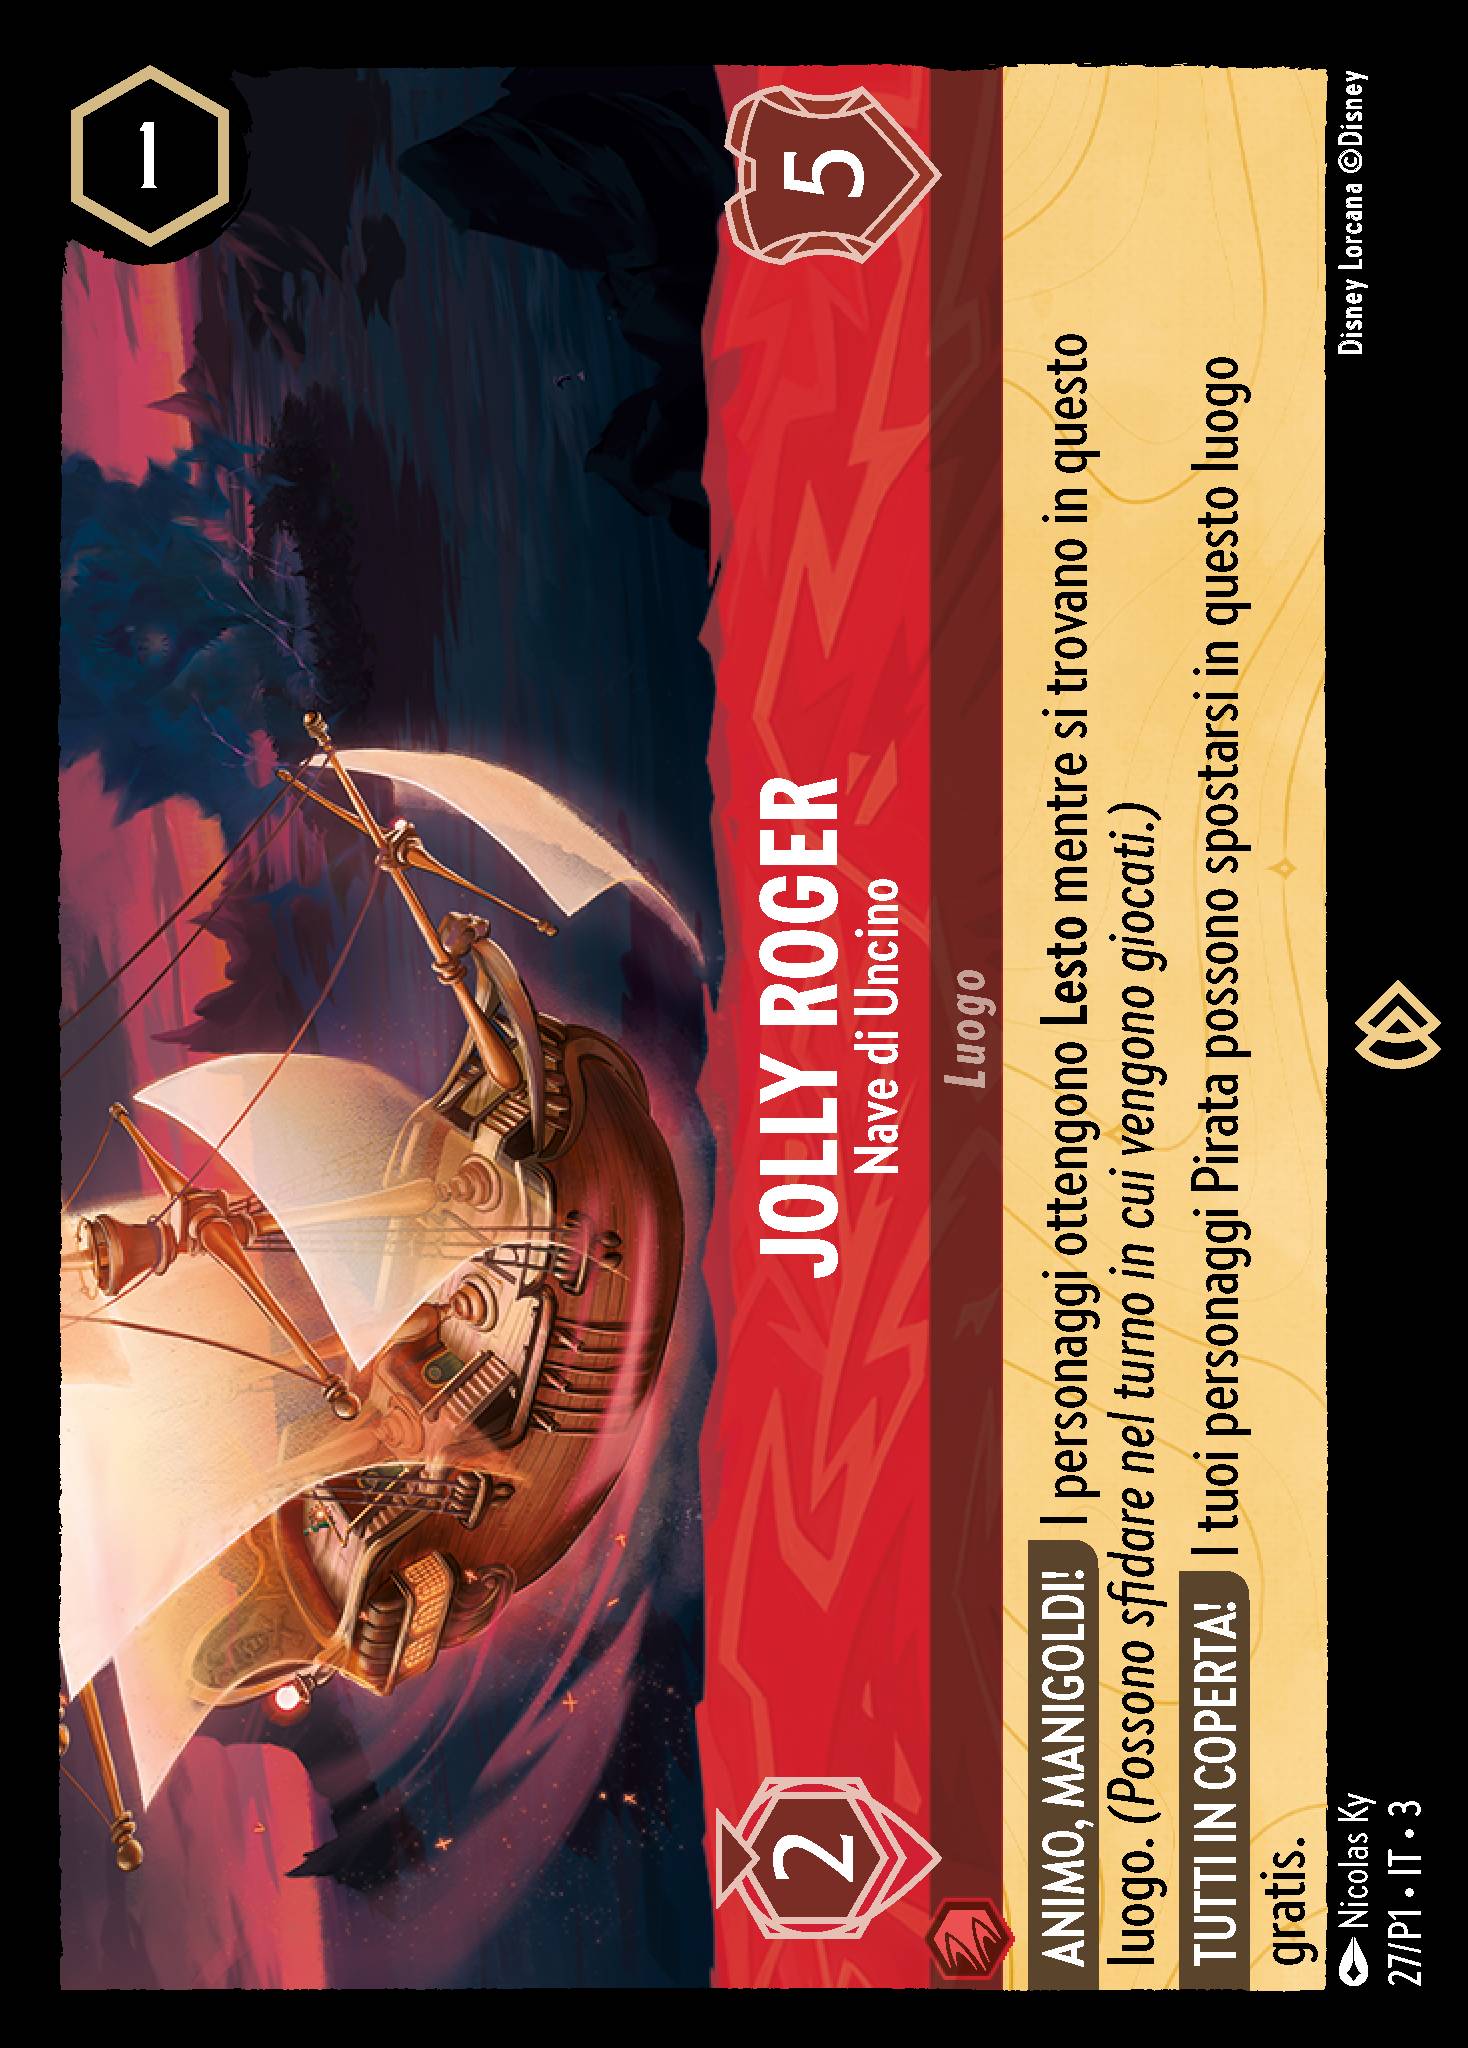 1
JOLLY ROGER
Nave di Uncino
2
5
Luogo
ANIMO, MANIGOLDI! I personaggi ottengono Lesto mentre si trovano in questo
luogo. (Possono sfidare nel turno in cui vengono giocati.)
TUTTI IN COPERTA! I tuoi personaggi Pirata possono spostarsi in questo luogo
gratis.
Nicolas Ky
27/P1 • IT • 3
Disney Lorcana ©Disney